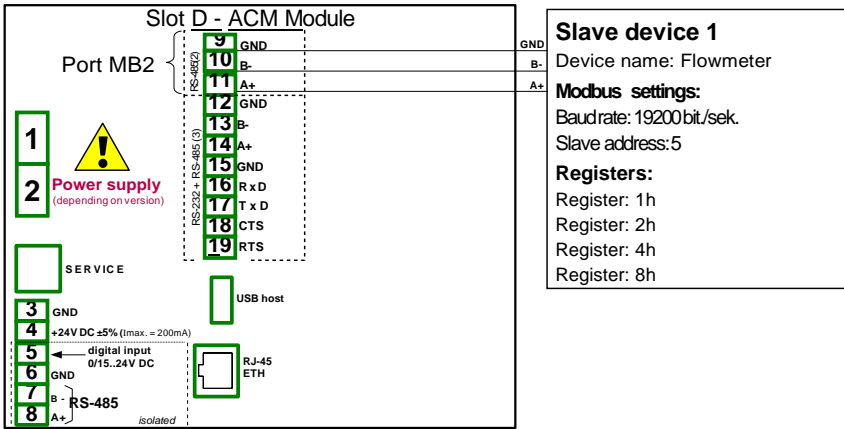 Slot D - ACM Module
Port MB2
RS-485(2)
9 GND
10 B-
11 A+
RS-232 + RS-485 (3)
12 GND
13 B-
14 A+
15 GND
16 R x D
17 T x D
18 CTS
19 RTS
1
2
Power supply
(depending on version)
SERVICE
USB host
3 GND
4 +24V DC ±5% (Imax. = 200mA)
5 digital input
0/15..24V DC
6 GND
7 B -
8 A+
RS-485
isolated
RJ-45
ETH
GND
B-
A+
Slave device 1
Device name: Flowmeter
Modbus settings:
Baudrate: 19200 bit./sek.
Slave address: 5
Registers:
Register: 1h
Register: 2h
Register: 4h
Register: 8h